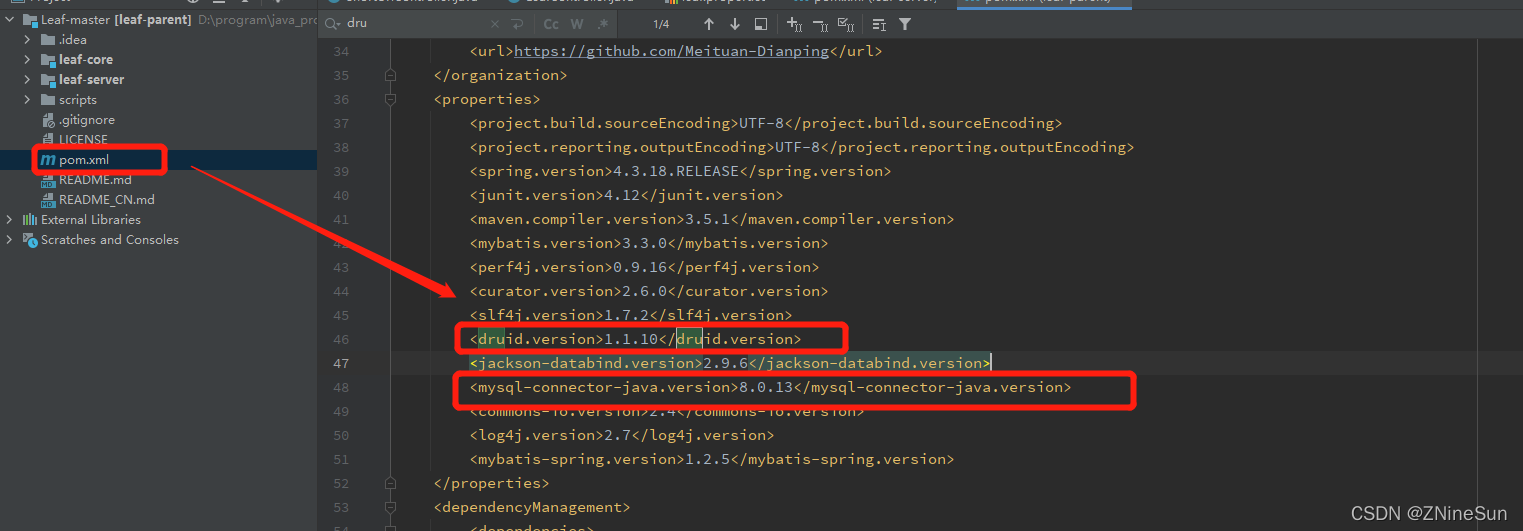 Leaf-master [leaf-parent] D:\program\java_pro
.idea
leaf-core
leaf-server
scripts
.gitignore
LICENSE
pom.xml
README.md
README_CN.md
External Libraries
Scratches and Consoles
dru
Cc W .* 1/4
34 <url>https://github.com/Meituan-Dianping</url>
35 </organization>
36 <properties>
37 <project.build.sourceEncoding>UTF-8</project.build.sourceEncoding>
38 <project.reporting.outputEncoding>UTF-8</project.reporting.outputEncoding>
39 <spring.version>4.3.18.RELEASE</spring.version>
40 <junit.version>4.12</junit.version>
41 <maven.compiler.version>3.5.1</maven.compiler.version>
42 <mybatis.version>3.3.0</mybatis.version>
43 <perf4j.version>0.9.16</perf4j.version>
44 <curator.version>2.6.0</curator.version>
45 <slf4j.version>1.7.2</slf4j.version>
46 <druid.version>1.1.10</druid.version>
47 <jackson-databind.version>2.9.6</jackson-databind.version>
48 <mysql-connector-java.version>8.0.13</mysql-connector-java.version>
49 <commons-io.version>2.4</commons-io.version>
50 <log4j.version>2.7</log4j.version>
51 <mybatis-spring.version>1.2.5</mybatis-spring.version>
52 </properties>
53 <dependencyManagement>
54 <dependencies>
CSDN @ZNineSun